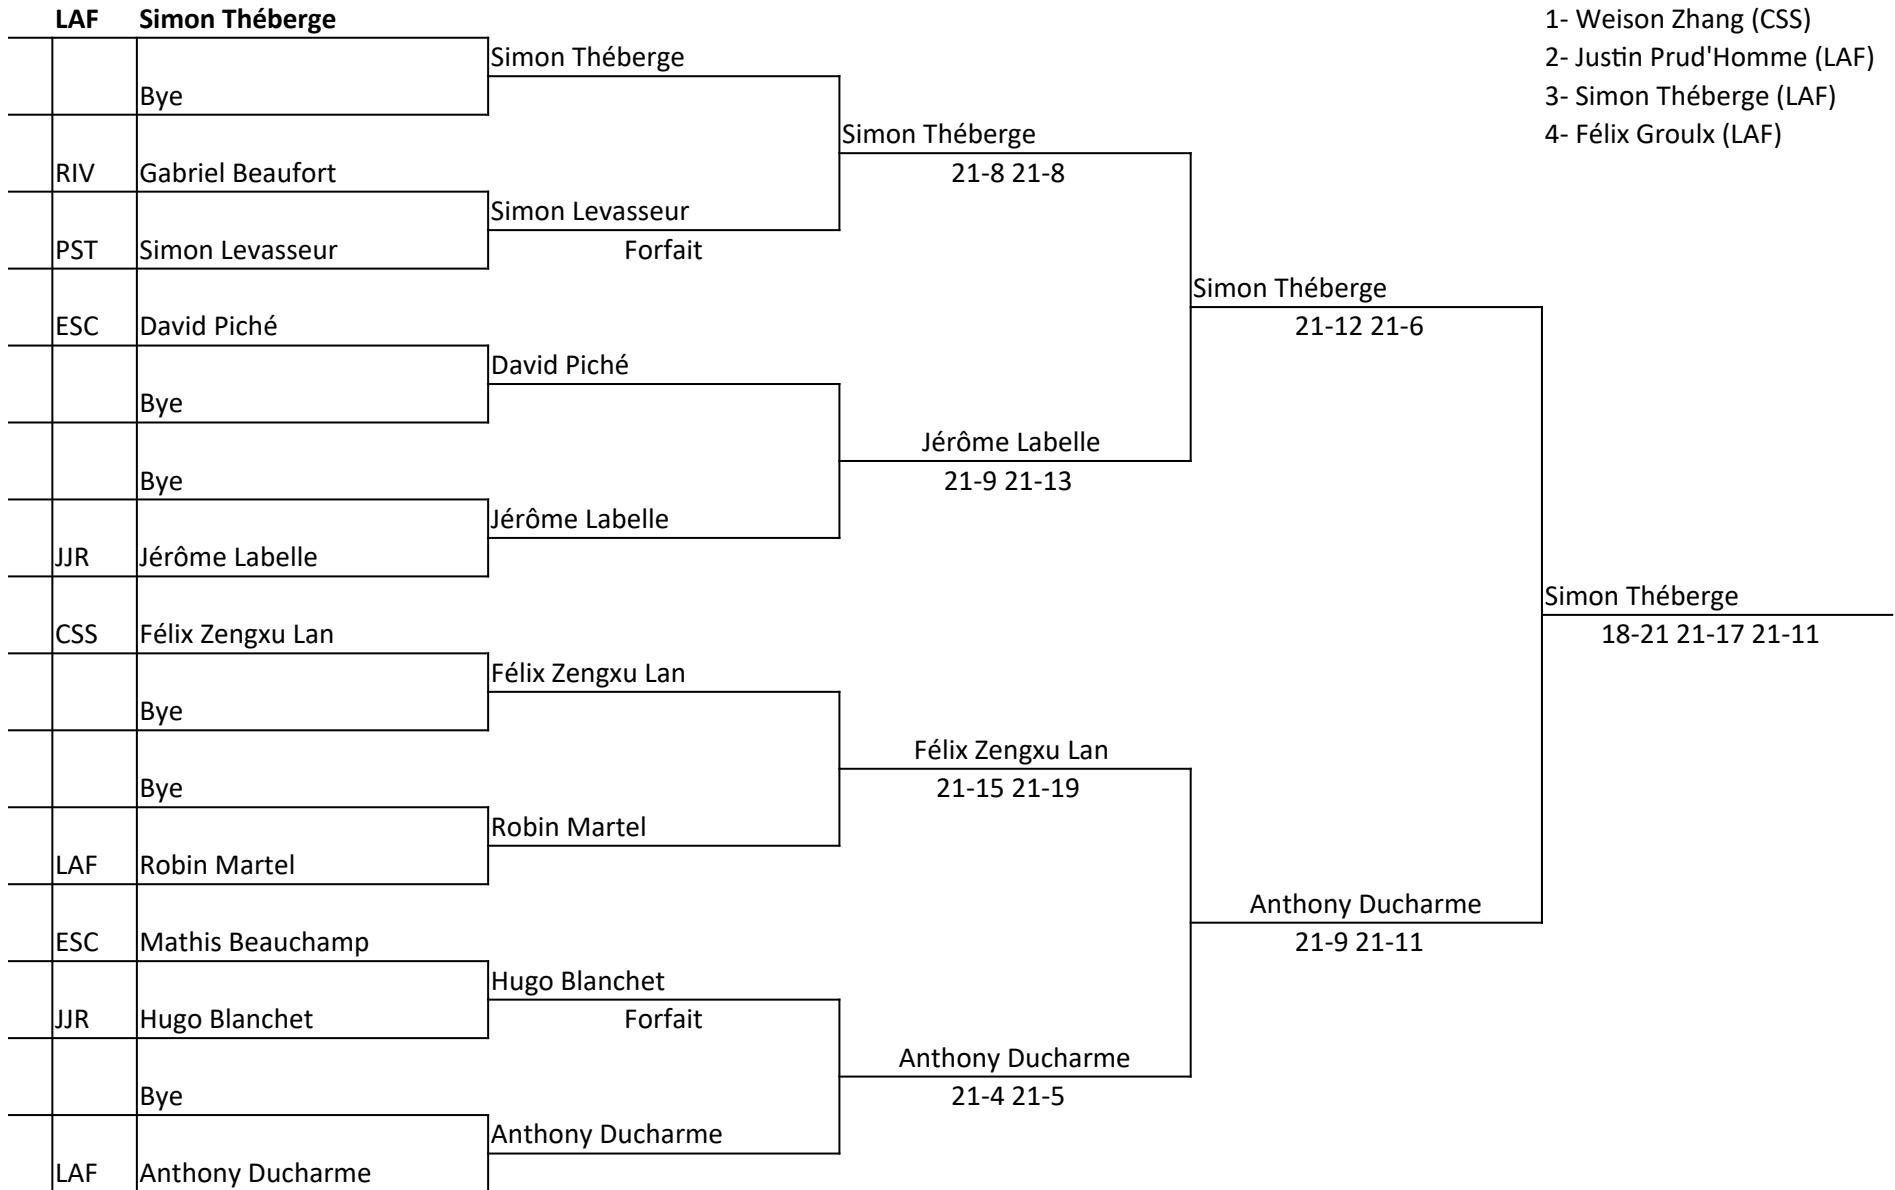 LAF Simon Théberge 1- Weison Zhang (CSS)
Simon Théberge 2- Justin Prud'Homme (LAF)
Bye 3- Simon Théberge (LAF)
Simon Théberge 4- Félix Groulx (LAF)
RIV Gabriel Beaufort 21-8 21-8
Simon Levasseur
PST Simon Levasseur Forfait
Simon Théberge
ESC David Piché 21-12 21-6
David Piché
Bye
Jérôme Labelle
Bye 21-9 21-13
Jérôme Labelle
JJR Jérôme Labelle
Simon Théberge
CSS Félix Zengxu Lan 18-21 21-17 21-11
Félix Zengxu Lan
Bye
Félix Zengxu Lan
Bye 21-15 21-19
Robin Martel
LAF Robin Martel
Anthony Ducharme
ESC Mathis Beauchamp 21-9 21-11
Hugo Blanchet
JJR Hugo Blanchet Forfait
Anthony Ducharme
Bye 21-4 21-5
Anthony Ducharme
LAF Anthony Ducharme